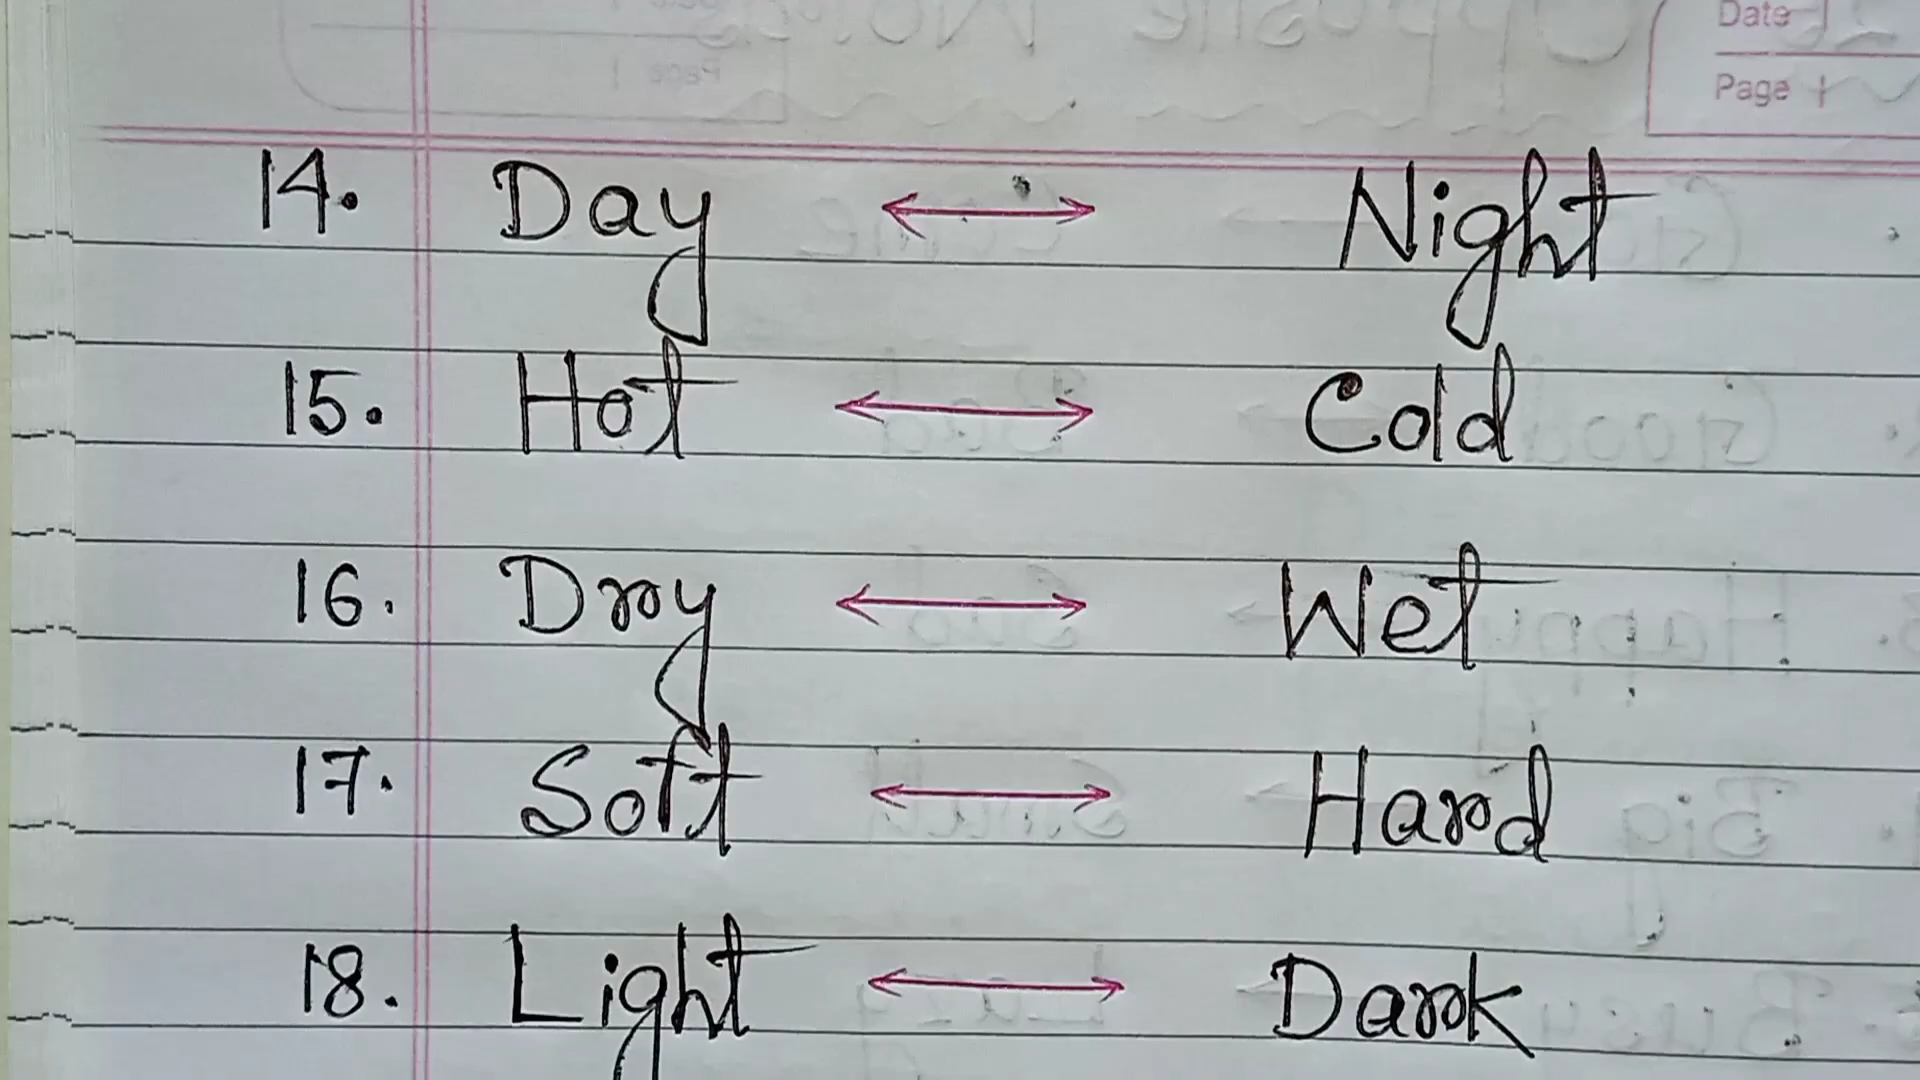 Date
Page
14. Day ↔ Night
15. Hot ↔ Cold
16. Dry ↔ Wet
17. Soft ↔ Hard
18. Light ↔ Dark